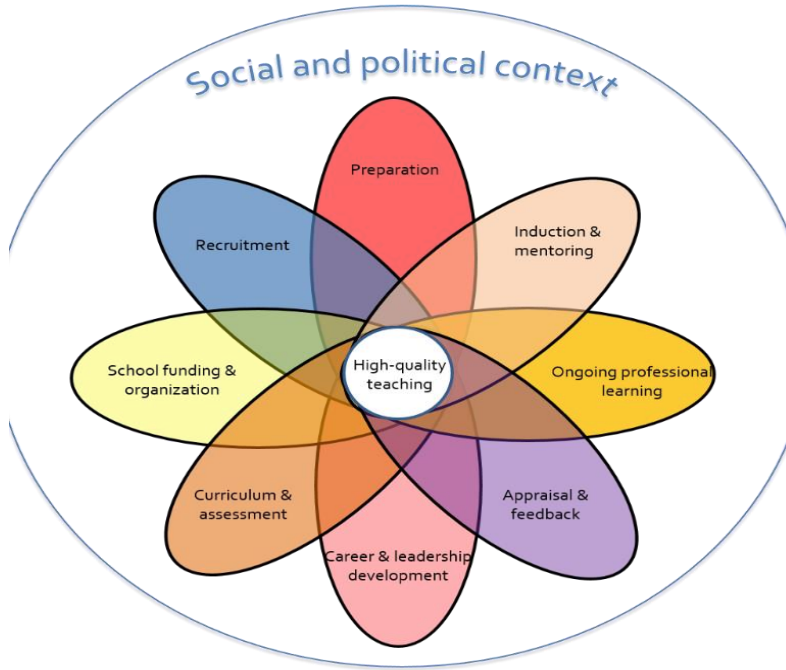 Social and political context
Preparation
Recruitment
Induction &
mentoring
School funding &
organization
High-quality
teaching
Ongoing professional
learning
Curriculum &
assessment
Appraisal &
feedback
Career & leadership
development